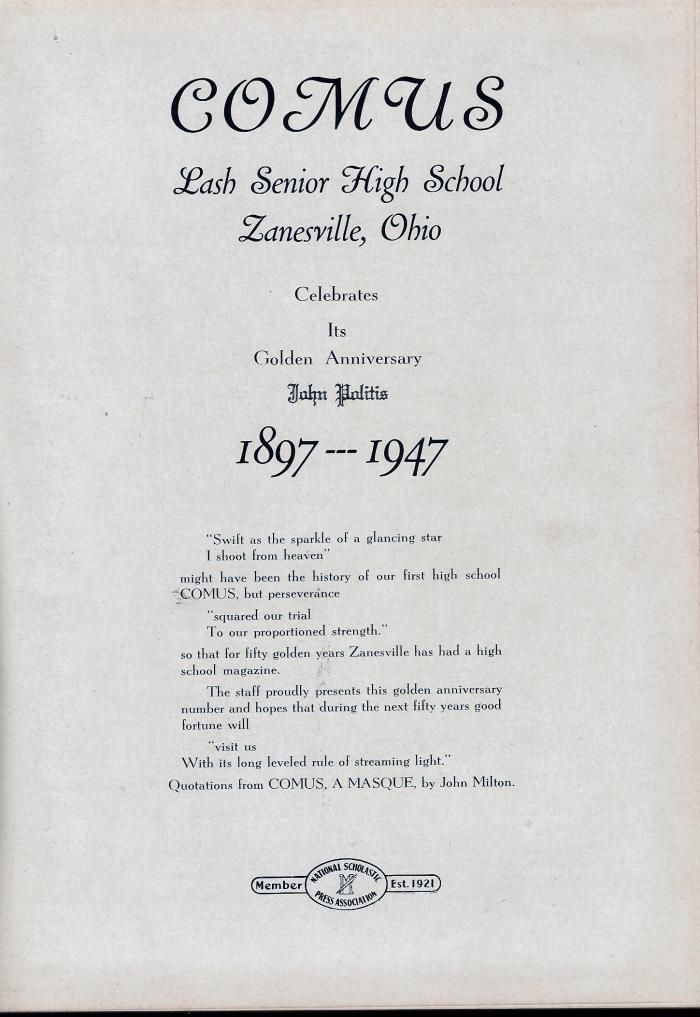 COMUS
Lash Senior High School
Zanesville, Ohio
Celebrates
Its
Golden Anniversary
John Politis
1897 --- 1947
"Swift as the sparkle of a glancing star
I shoot from heaven"
might have been the history of our first high school
COMUS, but perseverance
"squared our trial
To our proportioned strength."
so that for fifty golden years Zanesville has had a high
school magazine.
The staff proudly presents this golden anniversary
number and hopes that during the next fifty years good
fortune will
"visit us
With its long leveled rule of streaming light."
Quotations from COMUS, A MASQUE, by John Milton.
Member
NATIONAL SCHOLASTIC
PRESS ASSOCIATION
Est. 1921